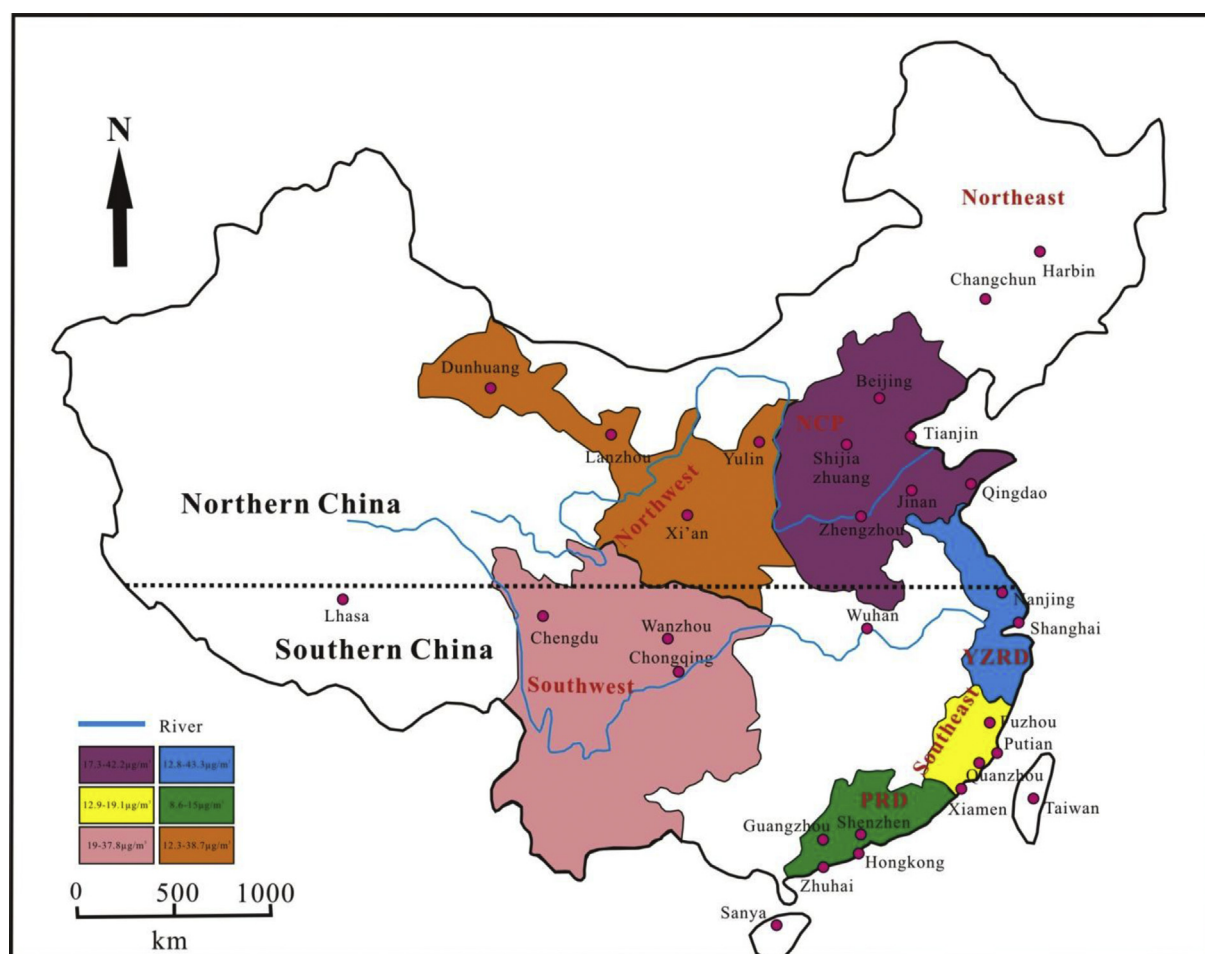 N
Northeast
Harbin
Changchun
Dunhuang
Beijing
NCP
Tianjin
Lanzhou
Yulin
Shijia
zhuang
Qingdao
Jinan
Northern China
Northwest
Xi'an
Zhengzhou
Lhasa
Nanjing
Wuhan
Shanghai
Chengdu
Wanzhou
Southern China
Chongqing
YZRD
Southwest
River
Southeast
Fuzhou
Putian
Quanzhou
17.3-42.2µg/m³
12.8-43.3µg/m³
12.9-19.1µg/m³
8.6-15µg/m³
19-37.8µg/m³
12.3-38.7µg/m³
PRD
Xiamen
Taiwan
Guangzhou
Shenzhen
Hongkong
Zhuhai
Sanya
0 500 1000
km